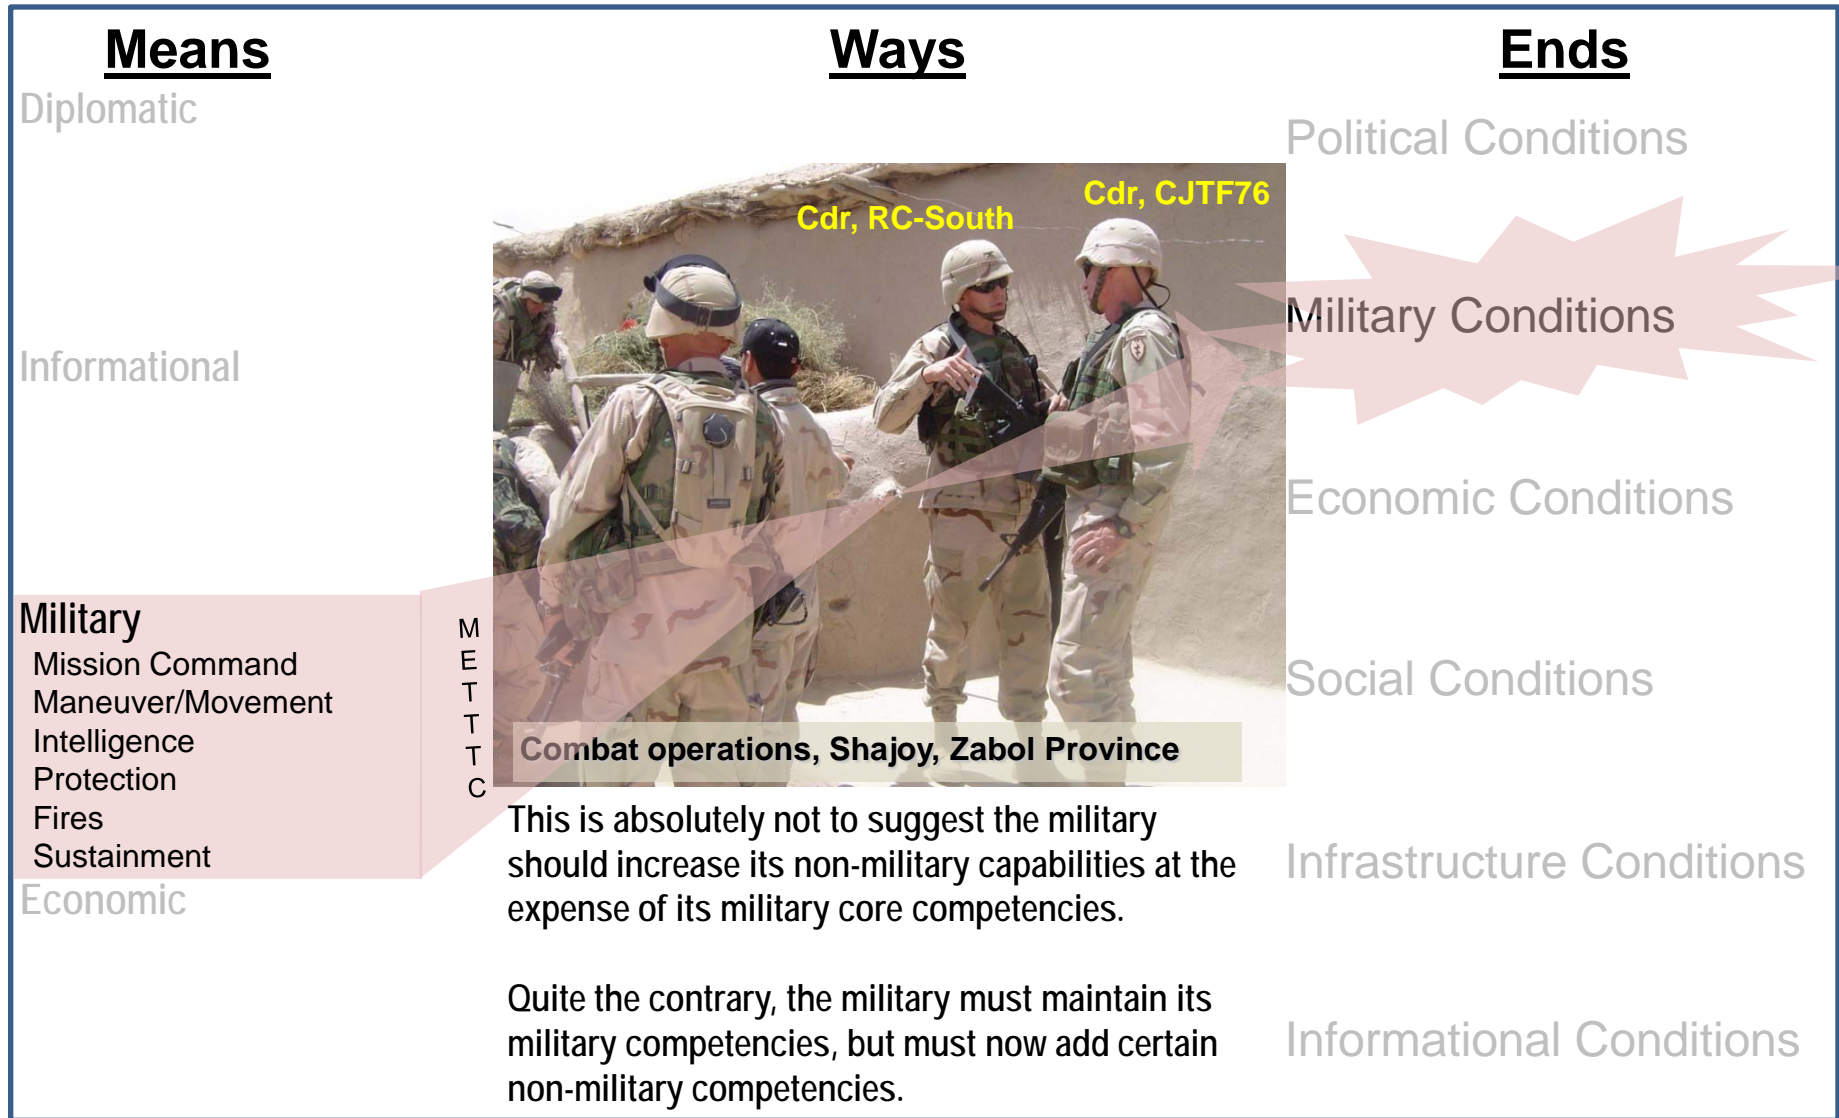 Means
Ways
Ends
Diplomatic
Informational
Military
Mission Command
Maneuver/Movement
Intelligence
Protection
Fires
Sustainment
Economic
M
E
T
T
T
C
Cdr, RC-South
Cdr, CJTF76
Combat operations, Shajoy, Zabol Province
This is absolutely not to suggest the military
should increase its non-military capabilities at the
expense of its military core competencies.
Quite the contrary, the military must maintain its
military competencies, but must now add certain
non-military competencies.
Political Conditions
Military Conditions
Economic Conditions
Social Conditions
Infrastructure Conditions
Informational Conditions